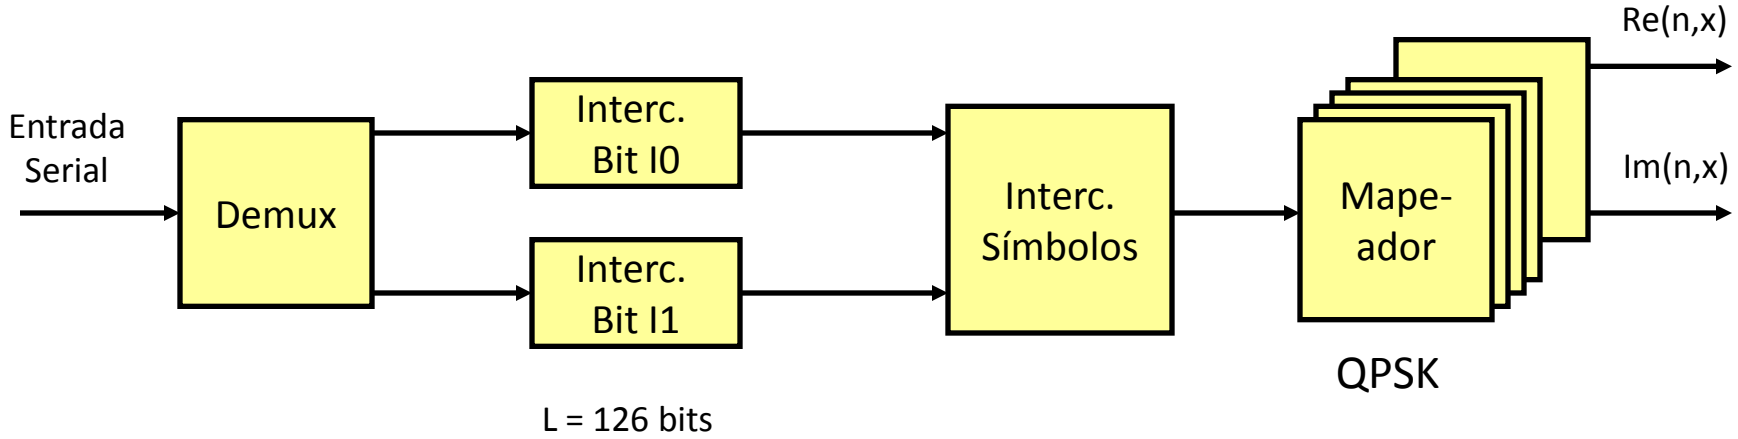 Entrada
Serial
Demux
Interc.
Bit I0
Interc.
Bit I1
L = 126 bits
Interc.
Símbolos
Mape-
ador
QPSK
Re(n,x)
Im(n,x)